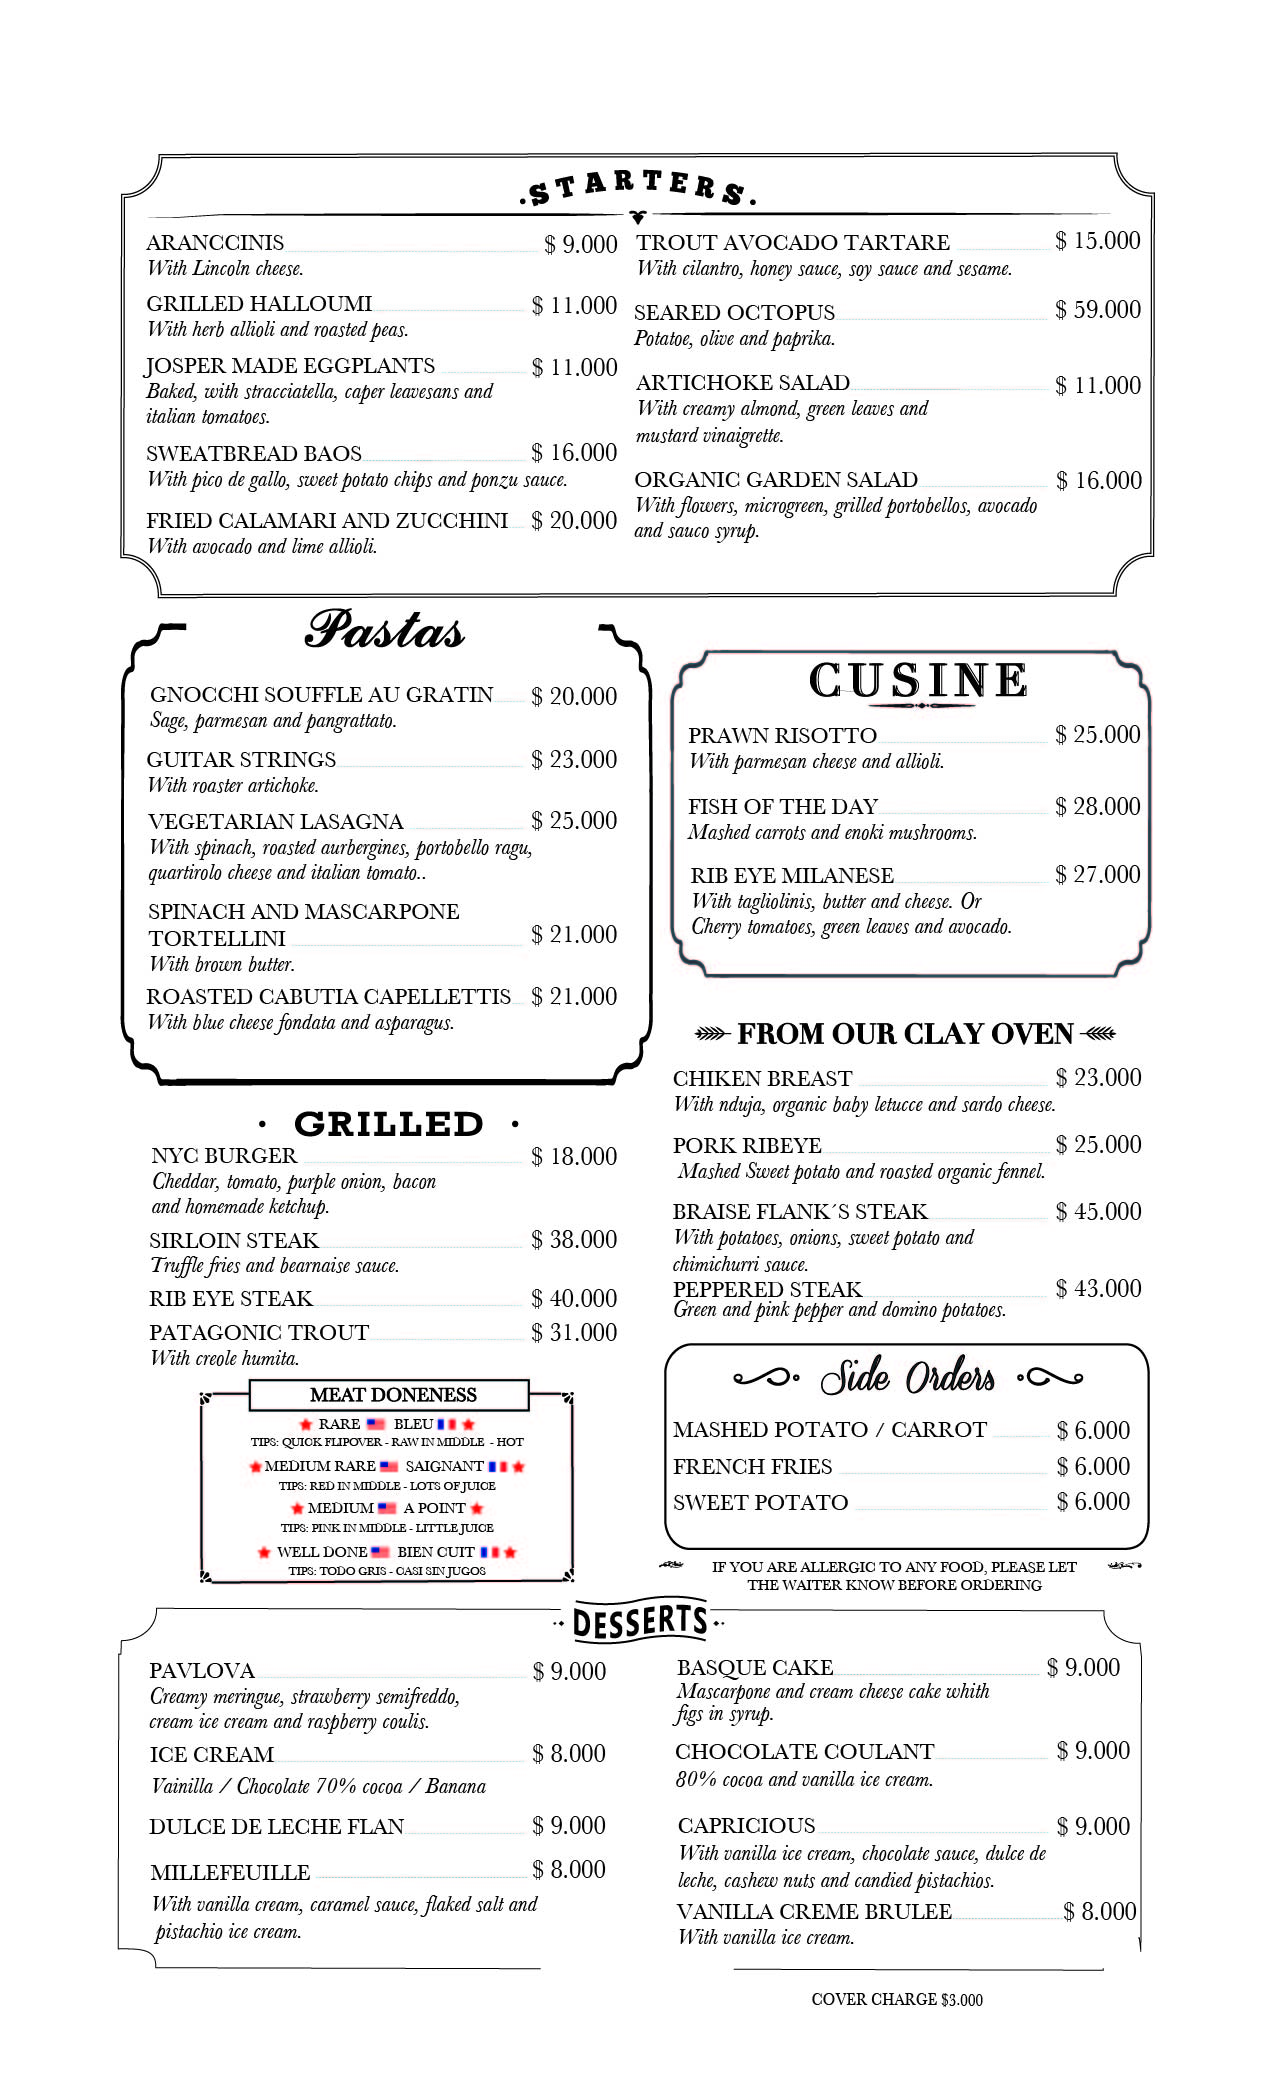 STARTERS
ARANCCINIS $ 9.000
With Lincoln cheese.
GRILLED HALLOUMI $ 11.000
With herb allioli and roasted peas.
JOSPER MADE EGGPLANTS $ 11.000
Baked, with stracciatella, caper leavesans and
italian tomatoes.
SWEATBREAD BAOS $ 16.000
With pico de gallo, sweet potato chips and ponzu sauce.
FRIED CALAMARI AND ZUCCHINI $ 20.000
With avocado and lime allioli.
TROUT AVOCADO TARTARE $ 15.000
With cilantro, honey sauce, soy sauce and sesame.
SEARED OCTOPUS $ 59.000
Potatoe, olive and paprika.
ARTICHOKE SALAD $ 11.000
With creamy almond, green leaves and
mustard vinaigrette.
ORGANIC GARDEN SALAD $ 16.000
With flowers, microgreen, grilled portobellos, avocado
and sauco syrup.
Pastas
GNOCCHI SOUFFLE AU GRATIN $ 20.000
Sage, parmesan and pangrattato.
GUITAR STRINGS $ 23.000
With roaster artichoke.
VEGETARIAN LASAGNA $ 25.000
With spinach, roasted aurbergines, portobello ragu,
quartirolo cheese and italian tomato..
SPINACH AND MASCARPONE
TORTELLINI $ 21.000
With brown butter.
ROASTED CABUTIA CAPELLETTIS $ 21.000
With blue cheese fondata and asparagus.
CUSINE
PRAWN RISOTTO $ 25.000
With parmesan cheese and allioli.
FISH OF THE DAY $ 28.000
Mashed carrots and enoki mushrooms.
RIB EYE MILANESE $ 27.000
With tagliolinis, butter and cheese. Or
Cherry tomatoes, green leaves and avocado.
GRILLED
NYC BURGER $ 18.000
Cheddar, tomato, purple onion, bacon
and homemade ketchup.
SIRLOIN STEAK $ 38.000
Truffle fries and bearnaise sauce.
RIB EYE STEAK $ 40.000
PATAGONIC TROUT $ 31.000
With creole humita.
MEAT DONENESS
RARE BLEU
TIPS: QUICK FLIPOVER - RAW IN MIDDLE - HOT
MEDIUM RARE SAIGNANT
TIPS: RED IN MIDDLE - LOTS OF JUICE
MEDIUM A POINT
TIPS: PINK IN MIDDLE - LITTLE JUICE
WELL DONE BIEN CUIT
TIPS: TODO GRIS - CASI SIN JUGOS
FROM OUR CLAY OVEN
CHIKEN BREAST $ 23.000
With nduja, organic baby letucce and sardo cheese.
PORK RIBEYE $ 25.000
Mashed Sweet potato and roasted organic fennel.
BRAISE FLANK´S STEAK $ 45.000
With potatoes, onions, sweet potato and
chimichurri sauce.
PEPPERED STEAK $ 43.000
Green and pink pepper and domino potatoes.
Side Orders
MASHED POTATO / CARROT $ 6.000
FRENCH FRIES $ 6.000
SWEET POTATO $ 6.000
IF YOU ARE ALLERGIC TO ANY FOOD, PLEASE LET
THE WAITER KNOW BEFORE ORDERING
DESSERTS
PAVLOVA $ 9.000
Creamy meringue, strawberry semifreddo,
cream ice cream and raspberry coulis.
ICE CREAM $ 8.000
Vainilla / Chocolate 70% cocoa / Banana
DULCE DE LECHE FLAN $ 9.000
MILLEFEUILLE $ 8.000
With vanilla cream, caramel sauce, flaked salt and
pistachio ice cream.
BASQUE CAKE $ 9.000
Mascarpone and cream cheese cake whith
figs in syrup.
CHOCOLATE COULANT $ 9.000
80% cocoa and vanilla ice cream.
CAPRICIOUS $ 9.000
With vanilla ice cream, chocolate sauce, dulce de
leche, cashew nuts and candied pistachios.
VANILLA CREME BRULEE $ 8.000
With vanilla ice cream.
COVER CHARGE $3.000